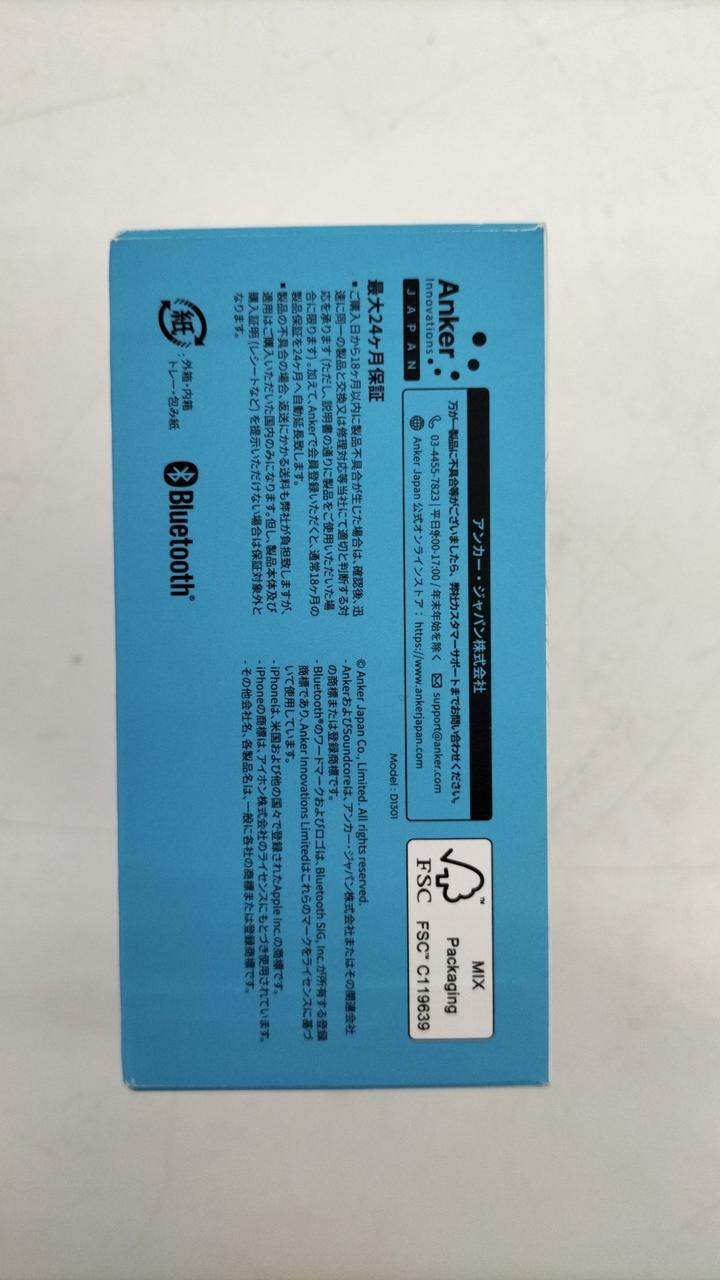 Anker
Innovations
JAPAN
アンカー・ジャパン株式会社
万が一製品に不具合等がございましたら、弊社カスタマーサポートまでお問い合わせください。
03-4455-7823 | 平日9:00-17:00 / 年末年始を除く support@anker.com
Anker Japan 公式オンラインストア： https://www.ankerjapan.com
MIX
Packaging
FSC™ C119639
FSC
Model : D1301
最大24ヶ月保証
▪ご購入日から18ヶ月以内に製品不具合が生じた場合は、確認後、迅
速に同一の製品と交換又は修理対応等当社にて適切と判断する対
応を承ります (ただし、説明書の通りに製品をご使用いただいた場
合に限ります) 。加えて、Ankerで会員登録いただくと、通常18ヶ月の
製品保証を24ヶ月へ自動延長致します。
▪製品の不具合の場合、返送にかかる送料も弊社が負担致しますが、
適用はご購入いただいた国内のみになります。但し、製品本体及び
購入証明 (レシートなど) を提示いただけない場合は保証対象外と
なります。
© Anker Japan Co., Limited. All rights reserved.
- AnkerおよびSoundcoreは、アンカー・ジャパン株式会社またはその関連会社
の商標または登録商標です。
- Bluetooth®のワードマークおよびロゴは、Bluetooth SIG, Inc.が所有する登録
商標であり、Anker Innovations Limitedはこれらのマークをライセンスに基づ
いて使用しています。
- iPhoneは、米国および他の国々で登録されたApple Inc.の商標です。
- iPhoneの商標は、アイホン株式会社のライセンスにもとづき使用されています。
- その他会社名、各製品名は、一般に各社の商標または登録商標です。
紙 : 外箱・内箱
トレー・包み紙
Bluetooth®